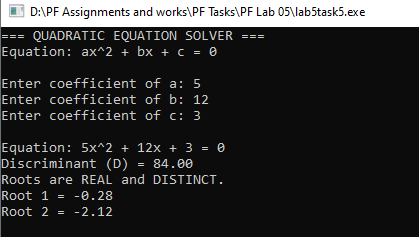 D:\PF Assignments and works\PF Tasks\PF Lab 05\lab5task5.exe
=== QUADRATIC EQUATION SOLVER ===
Equation: ax^2 + bx + c = 0
Enter coefficient of a: 5
Enter coefficient of b: 12
Enter coefficient of c: 3
Equation: 5x^2 + 12x + 3 = 0
Discriminant (D) = 84.00
Roots are REAL and DISTINCT.
Root 1 = -0.28
Root 2 = -2.12